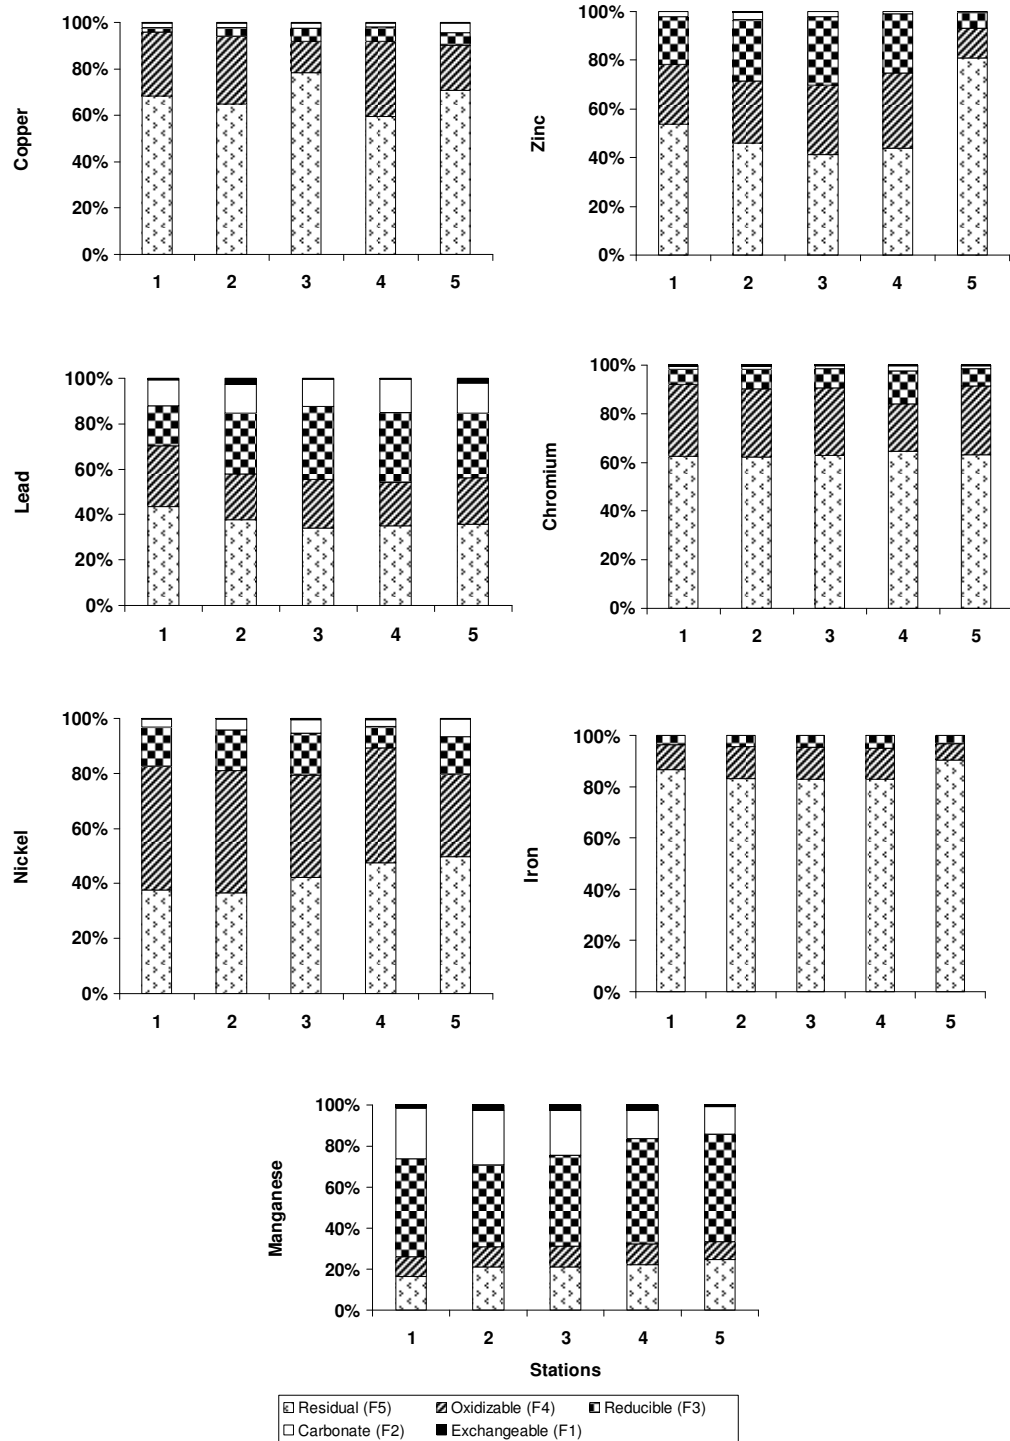 100%
80%
60%
40%
20%
0%
Copper
1 2 3 4 5
100%
80%
60%
40%
20%
0%
Zinc
1 2 3 4 5
100%
80%
60%
40%
20%
0%
Lead
1 2 3 4 5
100%
80%
60%
40%
20%
0%
Chromium
1 2 3 4 5
100%
80%
60%
40%
20%
0%
Nickel
1 2 3 4 5
100%
80%
60%
40%
20%
0%
Iron
1 2 3 4 5
100%
80%
60%
40%
20%
0%
Manganese
1 2 3 4 5
Stations
Residual (F5) Oxidizable (F4) Reducible (F3)
Carbonate (F2) Exchangeable (F1)